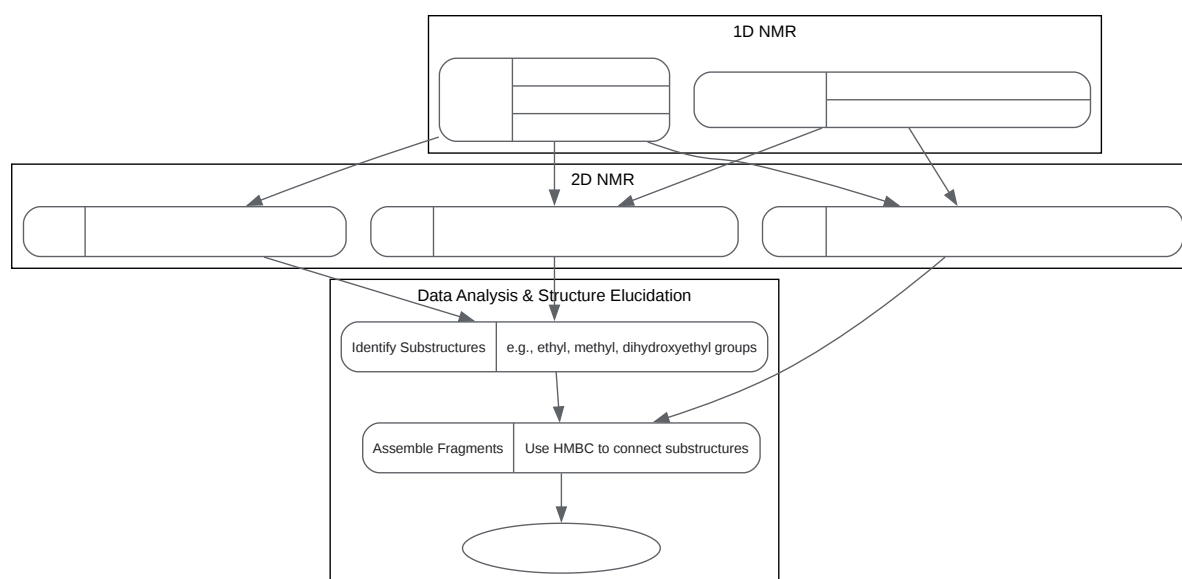 1D NMR
2D NMR
Data Analysis & Structure Elucidation
Identify Substructures
e.g., ethyl, methyl, dihydroxyethyl groups
Assemble Fragments
Use HMBC to connect substructures